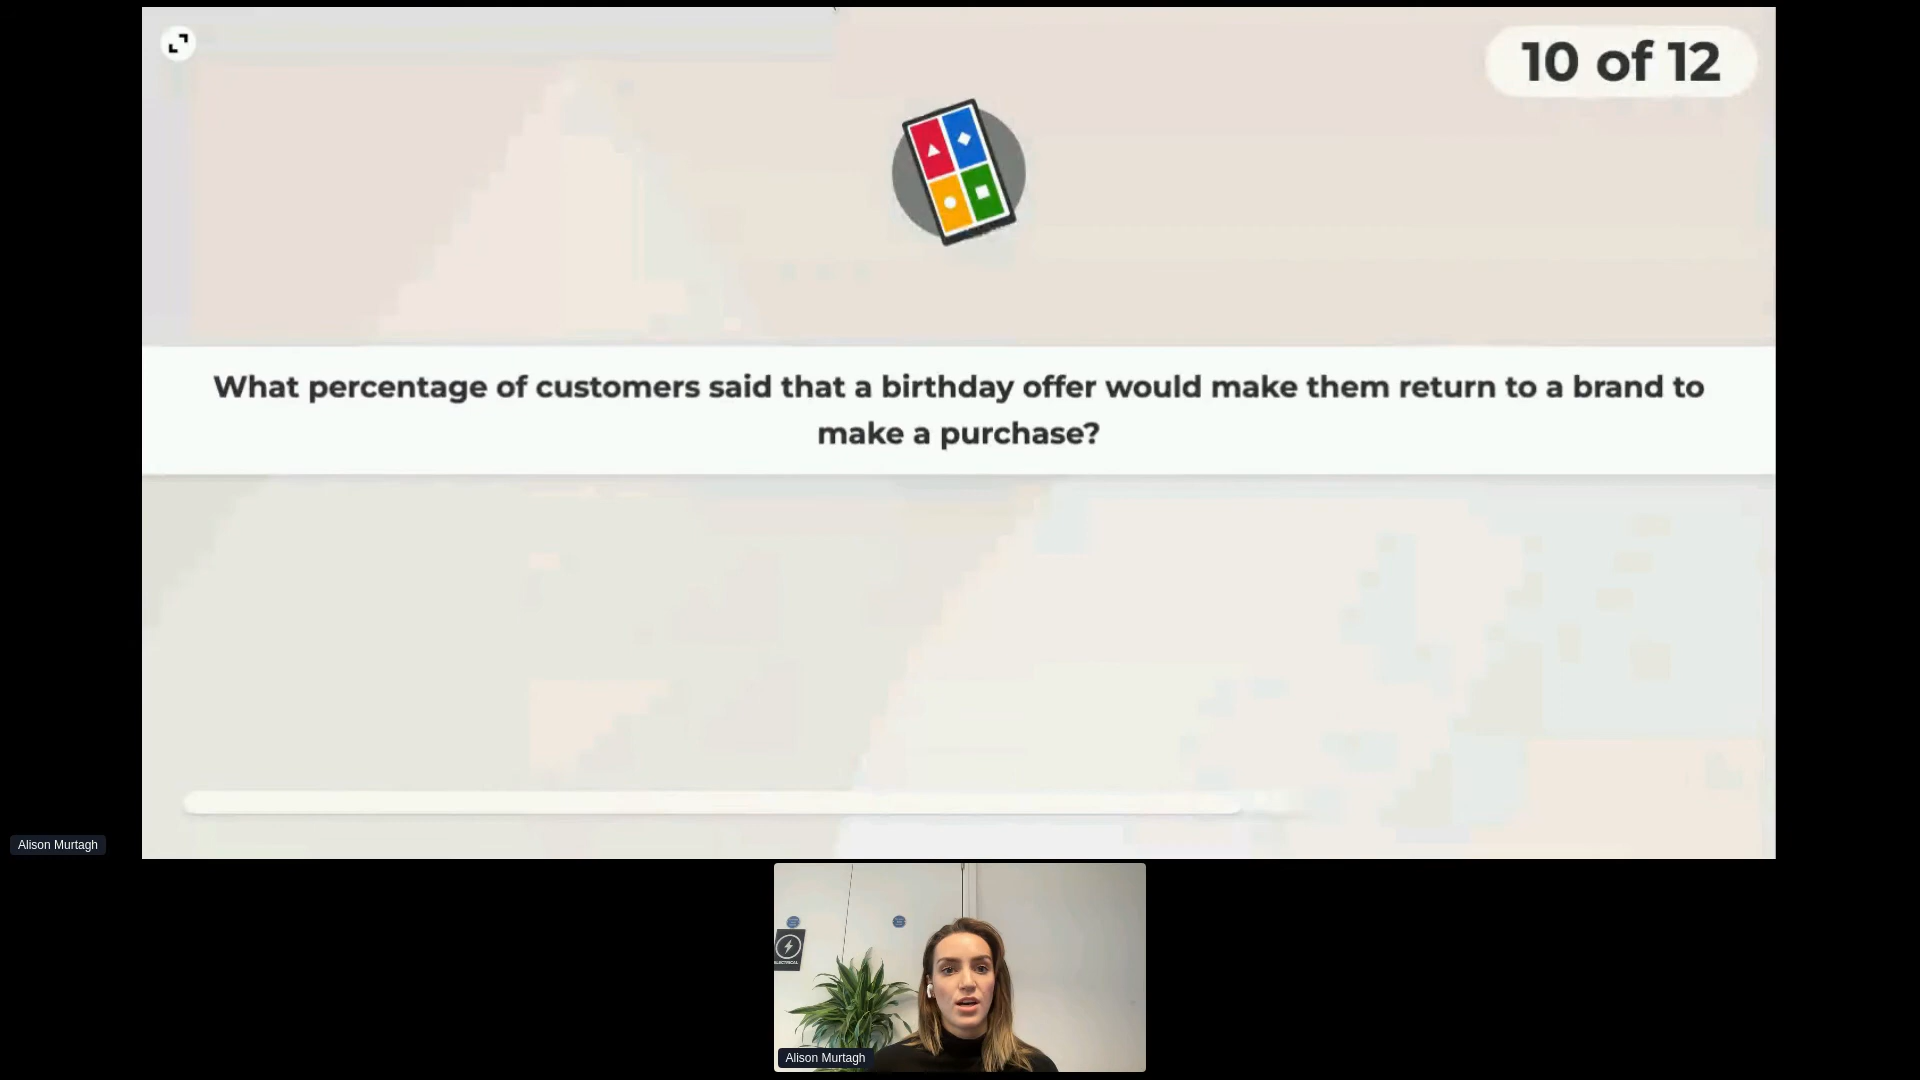 10 of 12
What percentage of customers said that a birthday offer would make them return to a brand to
make a purchase?
Alison Murtagh
ELECTRICAL
Alison Murtagh